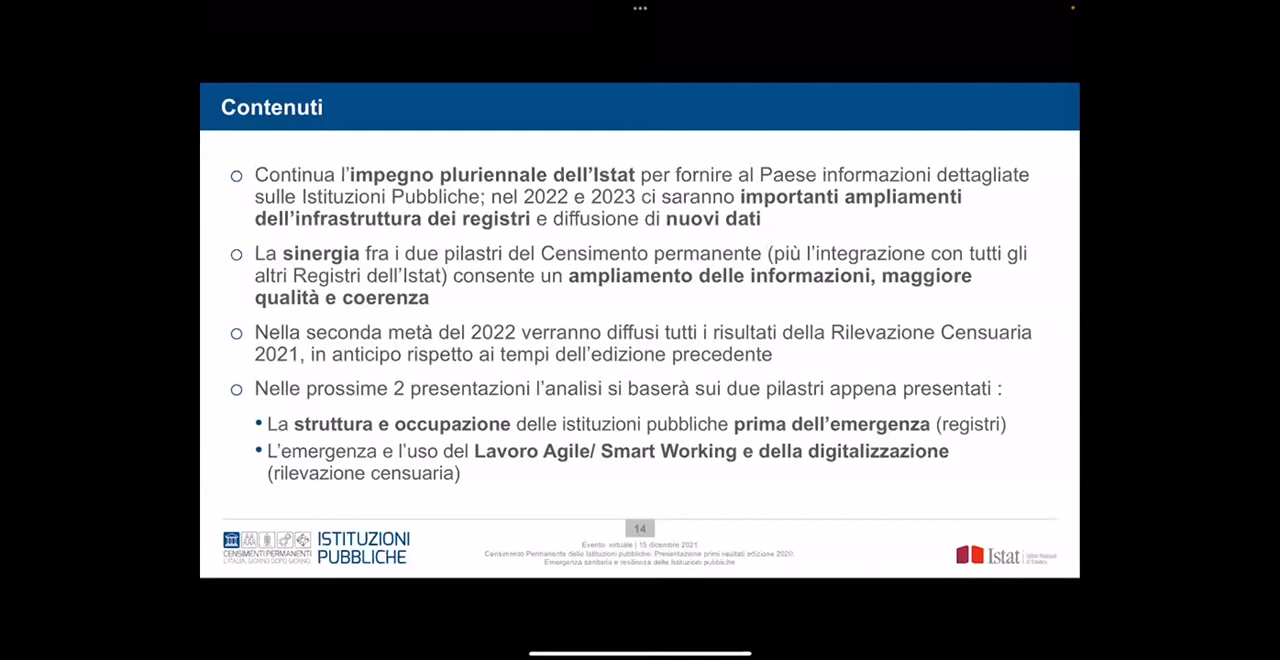 Contenuti
Continua l'impegno pluriennale dell'Istat per fornire al Paese informazioni dettagliate
sulle Istituzioni Pubbliche; nel 2022 e 2023 ci saranno importanti ampliamenti
dell'infrastruttura dei registri e diffusione di nuovi dati
La sinergia fra i due pilastri del Censimento permanente (più l'integrazione con tutti gli
altri Registri dell'Istat) consente un ampliamento delle informazioni, maggiore
qualità e coerenza
Nella seconda metà del 2022 verranno diffusi tutti i risultati della Rilevazione Censuaria
2021, in anticipo rispetto ai tempi dell'edizione precedente
Nelle prossime 2 presentazioni l'analisi si baserà sui due pilastri appena presentati :
• La struttura e occupazione delle istituzioni pubbliche prima dell'emergenza (registri)
• L'emergenza e l'uso del Lavoro Agile/ Smart Working e della digitalizzazione
(rilevazione censuaria)
14
ISTITUZIONI
PUBBLICHE
CENSIMENTI PERMANENTI
L'ITALIA, GIORNO DOPO GIORNO
Evento virtuale | 15 dicembre 2021
Censimento Permanente delle Istituzioni pubbliche: Presentazione primi risultati edizione 2020.
Emergenza sanitaria e resilienza delle Istituzioni pubbliche
Istat